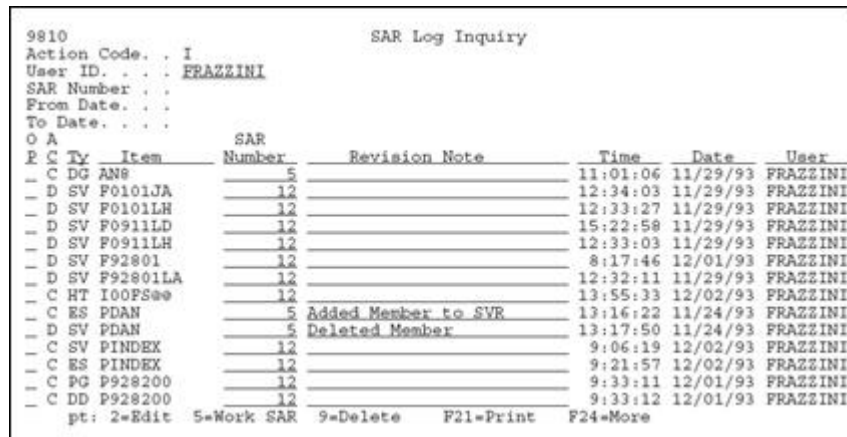 9810 SAR Log Inquiry
Action Code. . I
User ID. . . . FRAZZINI
SAR Number . .
From Date. . .
To Date. . . .
O A SAR
P C Ty Item Number Revision Note Time Date User
_ C DG AN8 5 11:01:06 11/29/93 FRAZZINI
_ D SV F0101JA 12 12:34:03 11/29/93 FRAZZINI
_ D SV F0101LH 12 12:33:27 11/29/93 FRAZZINI
_ D SV F0911LD 12 15:22:58 11/29/93 FRAZZINI
_ D SV F0911LH 12 12:33:03 11/29/93 FRAZZINI
_ D SV F92801 12 8:17:46 12/01/93 FRAZZINI
_ D SV F92801LA 12 12:32:11 11/29/93 FRAZZINI
_ C HT I00FS@@ 12 13:55:33 12/02/93 FRAZZINI
_ C ES PDAN 5 Added Member to SVR 13:16:22 11/24/93 FRAZZINI
_ D SV PDAN 5 Deleted Member 13:17:50 11/24/93 FRAZZINI
_ C SV PINDEX 12 9:06:19 12/02/93 FRAZZINI
_ C ES PINDEX 12 9:21:57 12/02/93 FRAZZINI
_ C PG P928200 12 9:33:11 12/01/93 FRAZZINI
_ C DD P928200 12 9:33:12 12/01/93 FRAZZINI
pt: 2=Edit 5=Work SAR 9=Delete F21=Print F24=More